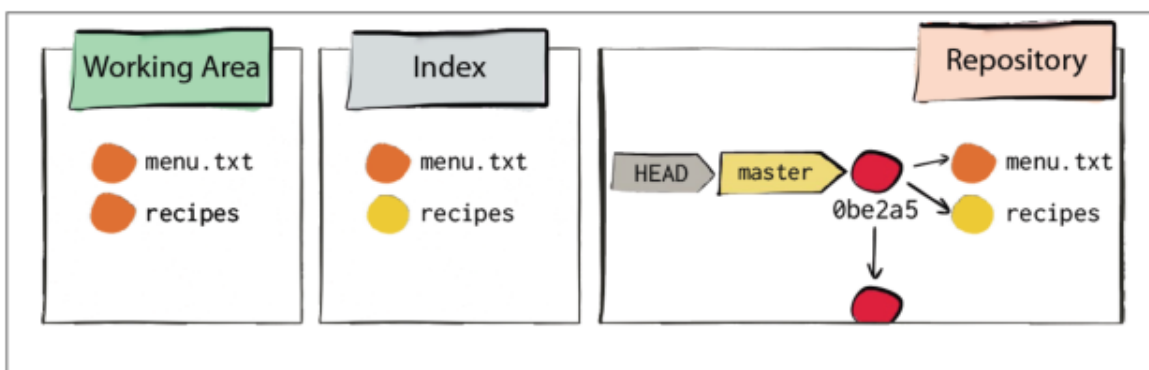 Working Area
menu.txt
recipes
Index
menu.txt
recipes
Repository
HEAD
master
0be2a5
menu.txt
recipes